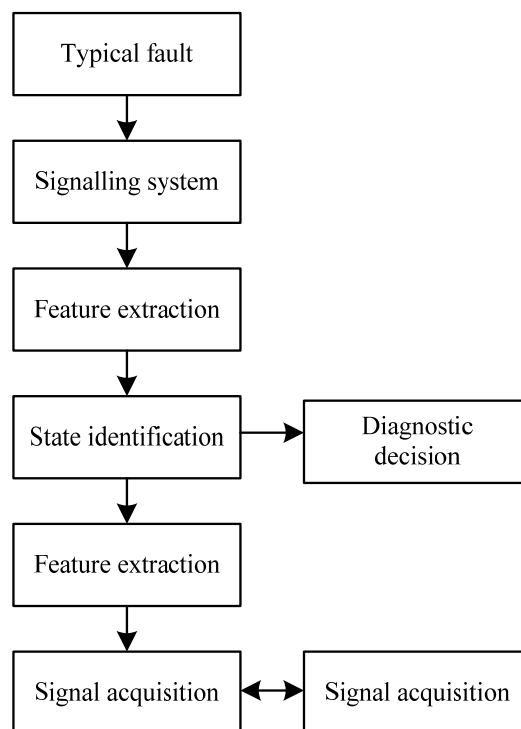 Typical fault
Signalling system
Feature extraction
State identification
Diagnostic
decision
Feature extraction
Signal acquisition
Signal acquisition